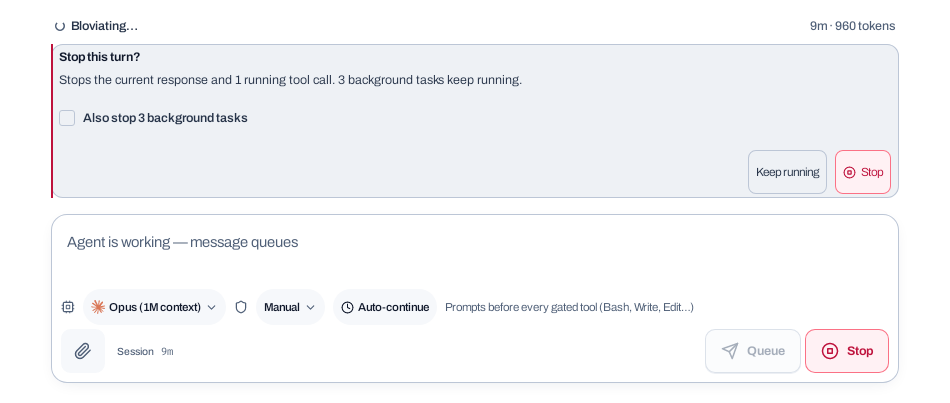 Bloviating... 9m · 960 tokens
Stop this turn?
Stops the current response and 1 running tool call. 3 background tasks keep running.
Also stop 3 background tasks
Keep running Stop
Agent is working — message queues
Opus (1M context) Manual Auto-continue Prompts before every gated tool (Bash, Write, Edit...)
Session 9m Queue Stop